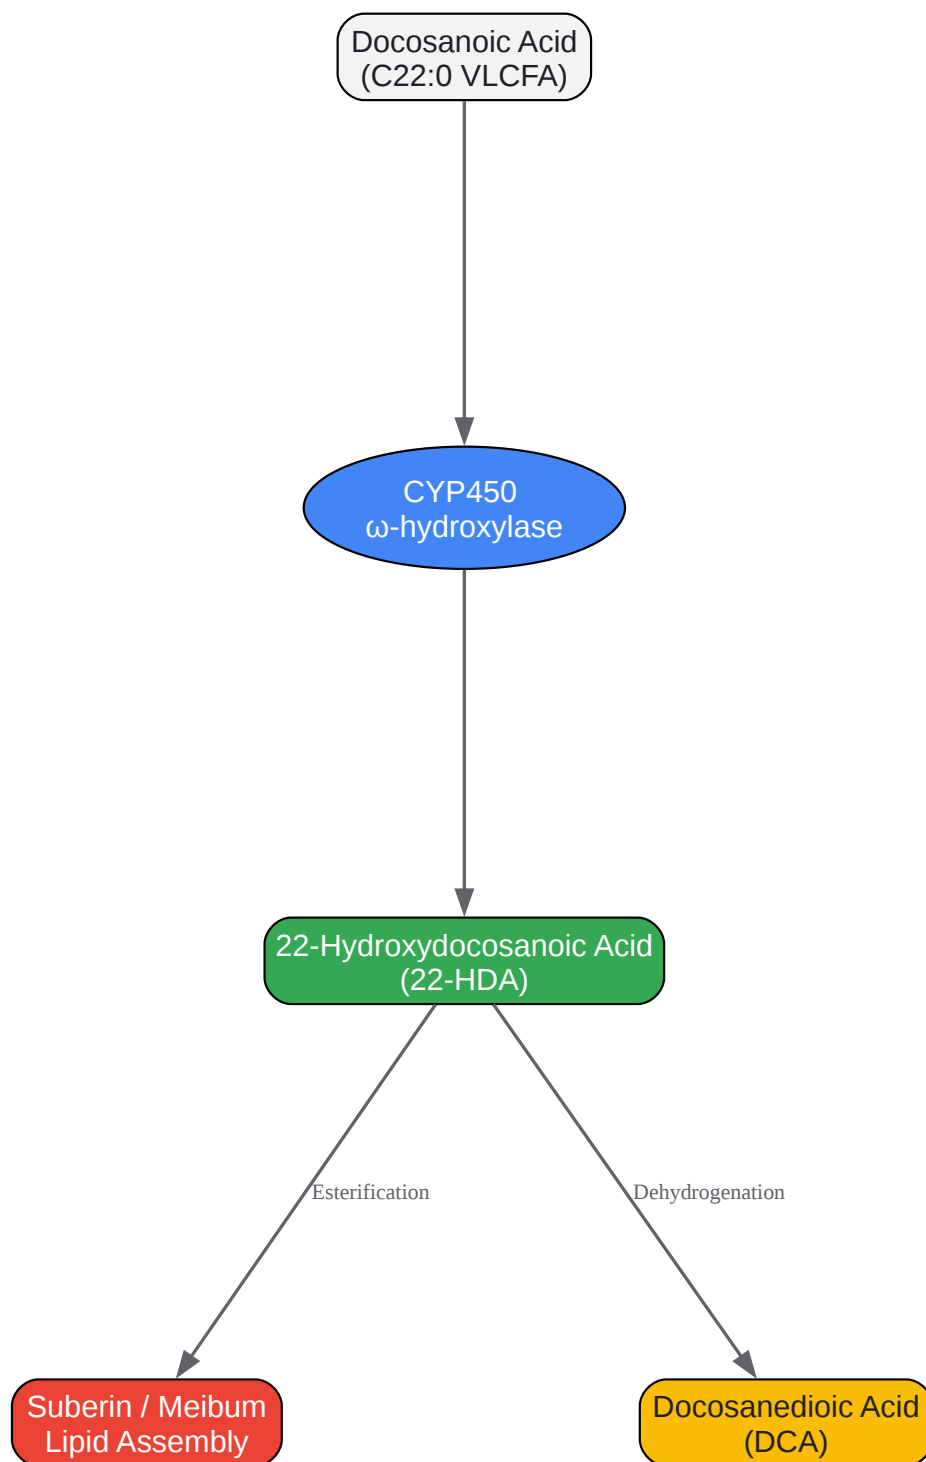 Docosanoic Acid
(C22:0 VLCFA)
CYP450
ω-hydroxylase
22-Hydroxydocosanoic Acid
(22-HDA)
Esterification
Dehydrogenation
Suberin / Meibum
Lipid Assembly
Docosanedioic Acid
(DCA)